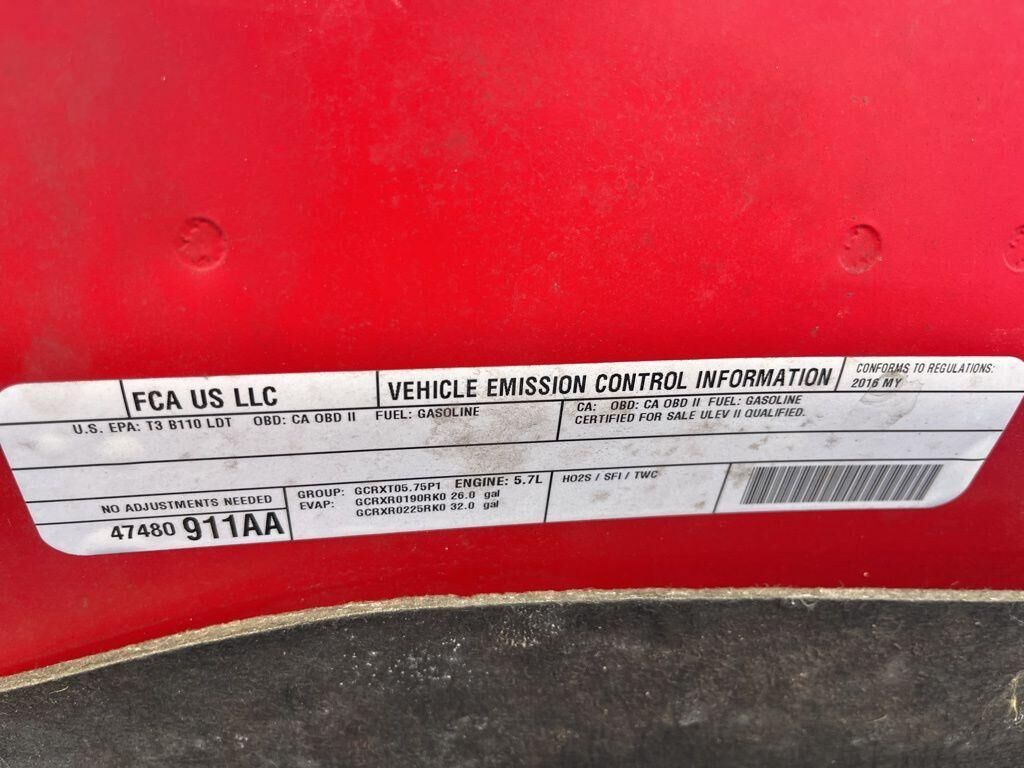 FCA US LLC
VEHICLE EMISSION CONTROL INFORMATION
CONFORMS TO REGULATIONS:
2016 MY
U.S. EPA: T3 B110 LDT OBD: CA OBD II FUEL: GASOLINE
CA: OBD: CA OBD II FUEL: GASOLINE
CERTIFIED FOR SALE ULEV II QUALIFIED.
NO ADJUSTMENTS NEEDED
47480 911AA
GROUP: GCRXT05.75P1 ENGINE: 5.7L
EVAP: GCRXR0190RK0 26.0 gal
GCRXR0225RK0 32.0 gal
HO2S / SFI / TWC